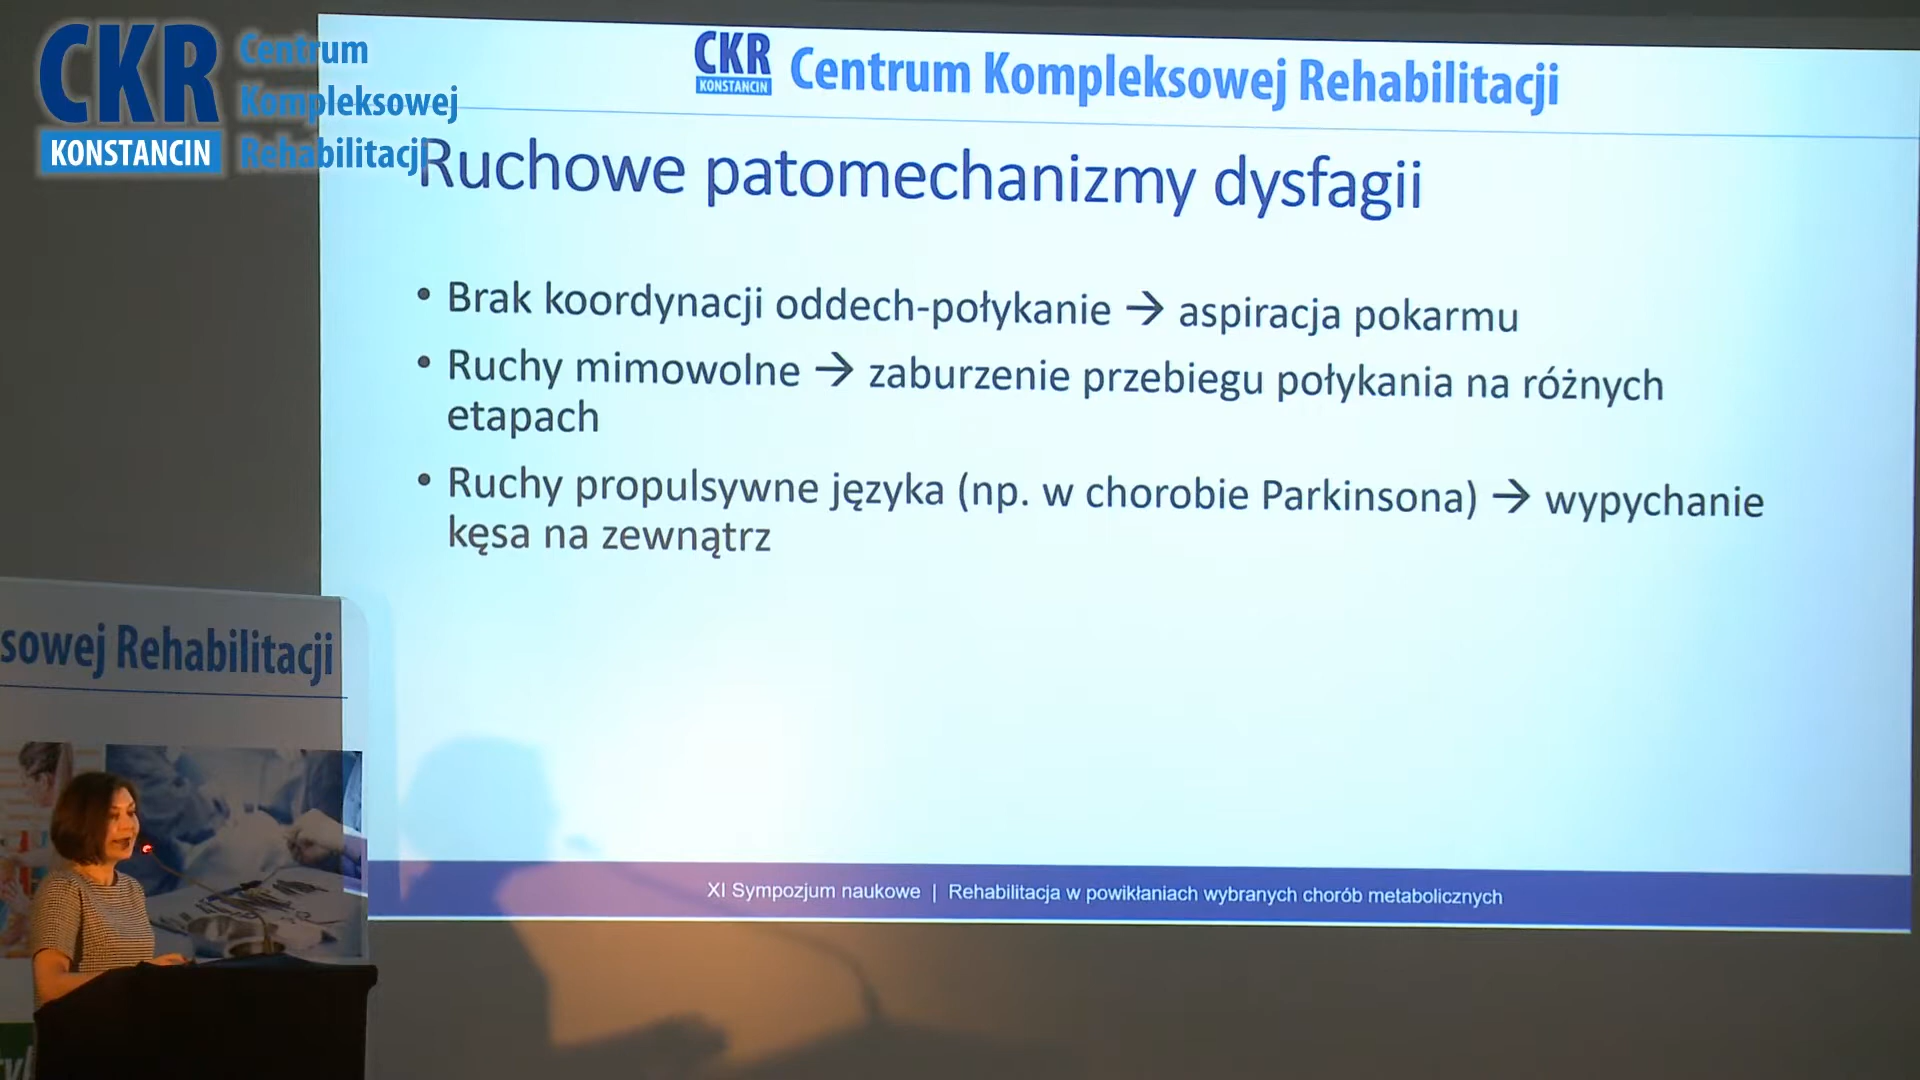 CKR
KONSTANCIN
Centrum
Kompleksowej
Rehabilitacji
CKR
KONSTANCIN
Centrum Kompleksowej Rehabilitacji
Ruchowe patomechanizmy dysfagii
• Brak koordynacji oddech-połykanie → aspiracja pokarmu
• Ruchy mimowolne → zaburzenie przebiegu połykania na różnych
etapach
• Ruchy propulsywne języka (np. w chorobie Parkinsona) → wypychanie
kęsa na zewnątrz
sowej Rehabilitacji
XI Sympozjum naukowe | Rehabilitacja w powikłaniach wybranych chorób metabolicznych